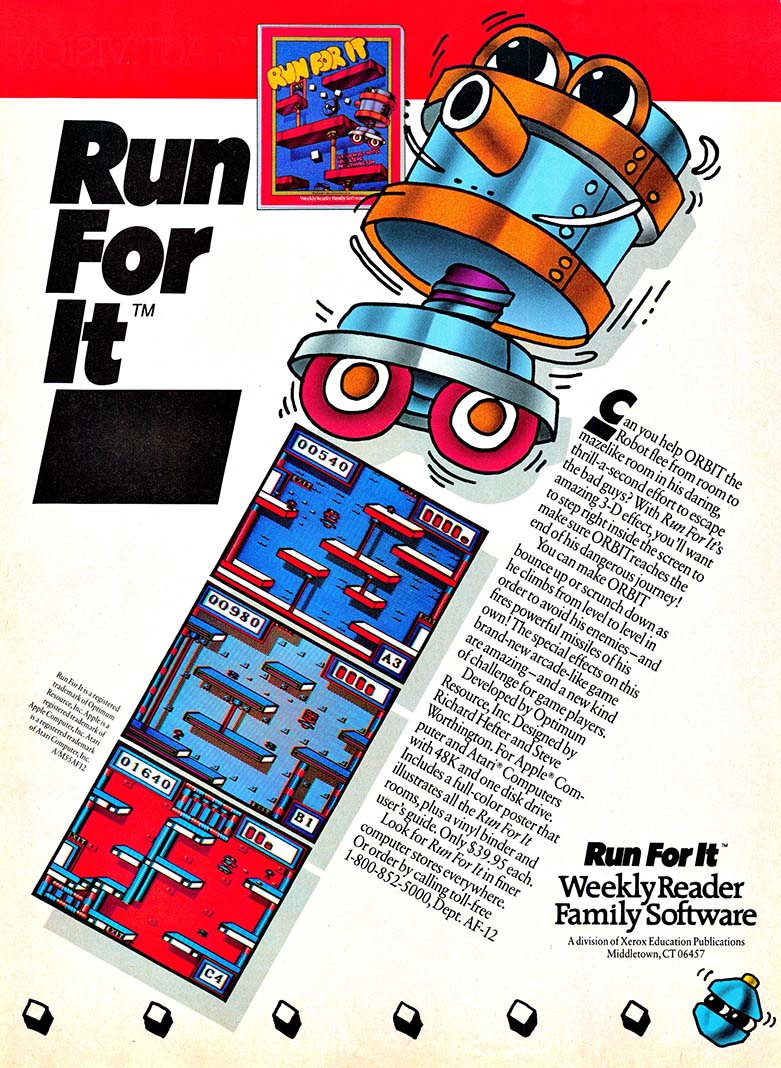 Run
For
It™
RUN FOR IT
Weekly Reader Family Software
00540
EXIT
EXIT
A3
00980
EXIT
EXIT
B1
01640
EXIT
EXIT
C4
Can you help ORBIT the
Robot flee from room to
mazelike room in his daring,
thrill-a-second effort to escape
the bad guys? With Run For It's
amazing 3-D effect, you'll want
to step right inside the screen to
make sure ORBIT reaches the
end of his dangerous journey!
You can make ORBIT
bounce up or scrunch down as
he climbs from level to level in
order to avoid his enemies—and
fires powerful missiles of his
own! The special effects on this
brand-new arcade-like game
are amazing—and a new kind
of challenge for game players.
Developed by Optimum
Resource, Inc. Designed by
Richard Hefter and Steve
Worthington. For Apple® Com-
puter and Atari® Computers
with 48K and one disk drive.
Includes a full-color poster that
illustrates all the Run For It
rooms, plus a vinyl binder and
user's guide. Only $39.95 each.
Look for Run For It in finer
computer stores everywhere.
Or order by calling toll-free
1-800-852-5000, Dept. AF-12
Run For It is a registered
trademark of Optimum
Resource, Inc. Apple is a
registered trademark of
Apple Computer, Inc. Atari
is a registered trademark
of Atari Computer, Inc.
A/M55AF12
Run For It™
Weekly Reader
Family Software
A division of Xerox Education Publications
Middletown, CT 06457